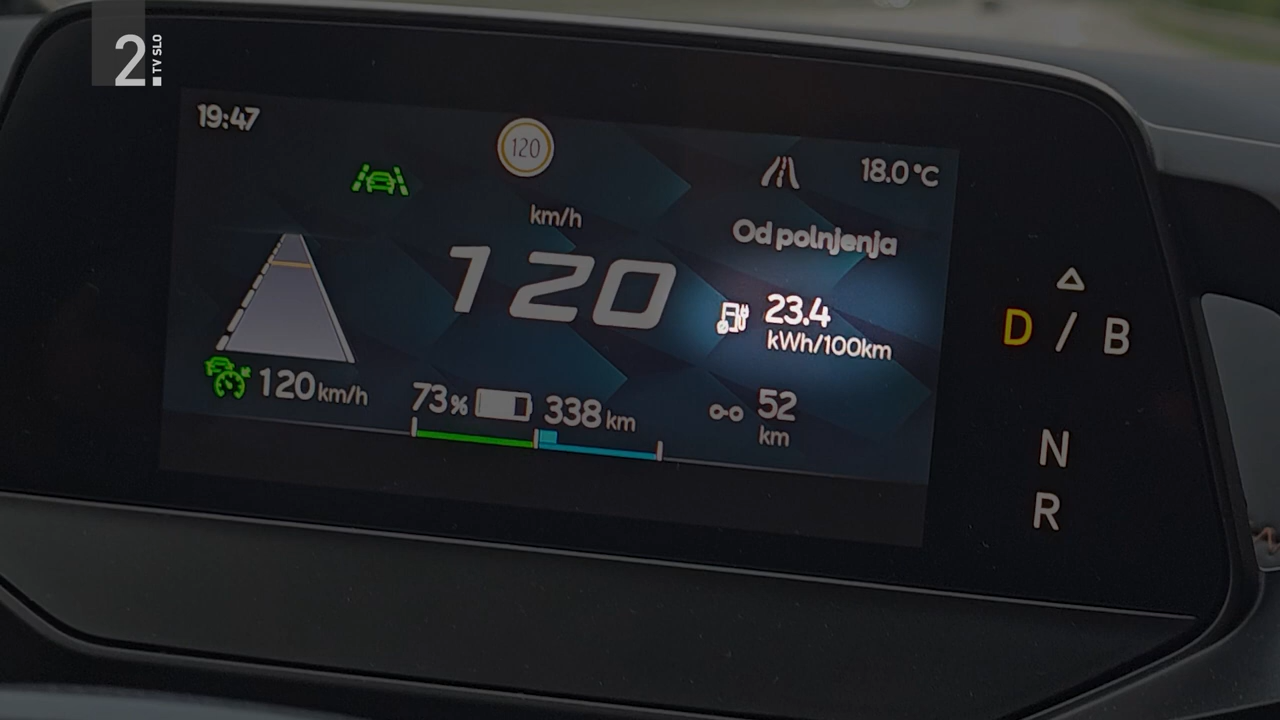 2.
TV SLO
19:47
120
18.0°C
km/h
Od polnjenja
120
23.4
kWh/100km
D / B
120 km/h
73%
338 km
52
km
N
R